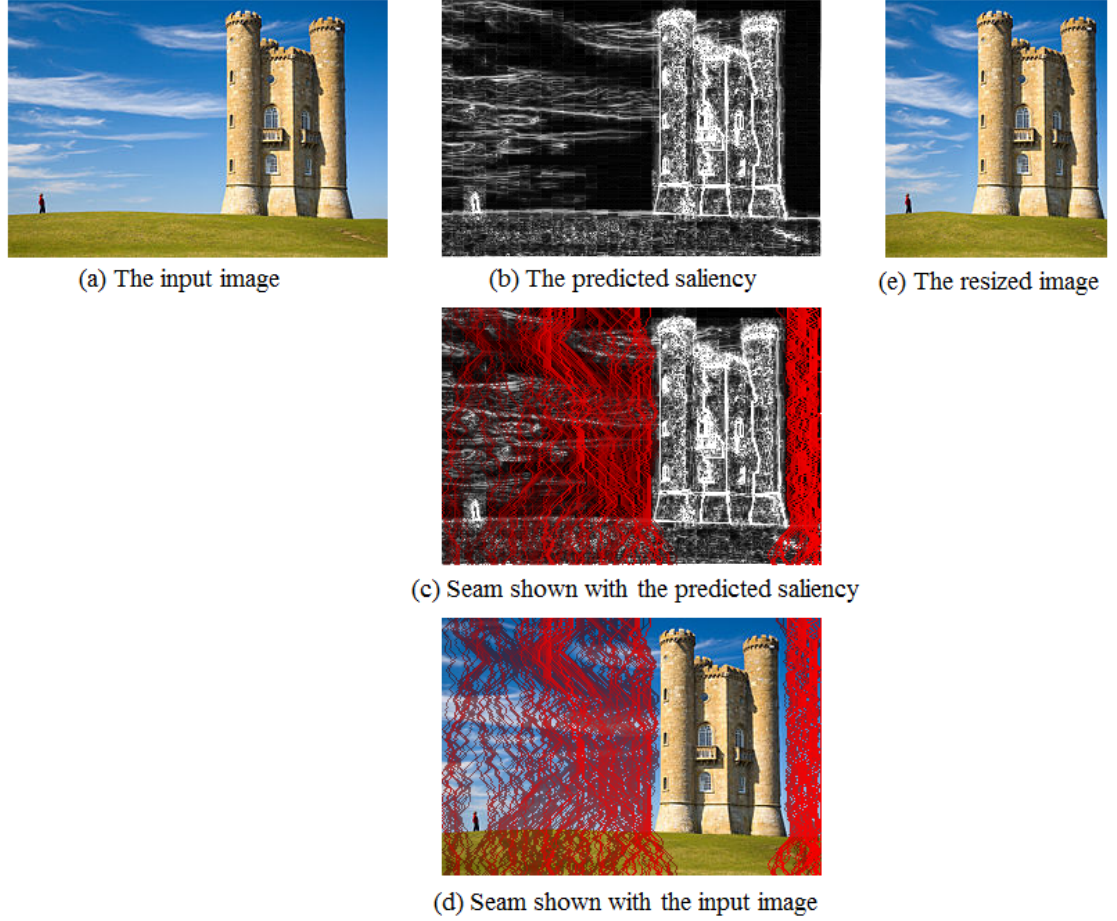 (a) The input image
(b) The predicted saliency
(e) The resized image
(c) Seam shown with the predicted saliency
(d) Seam shown with the input image